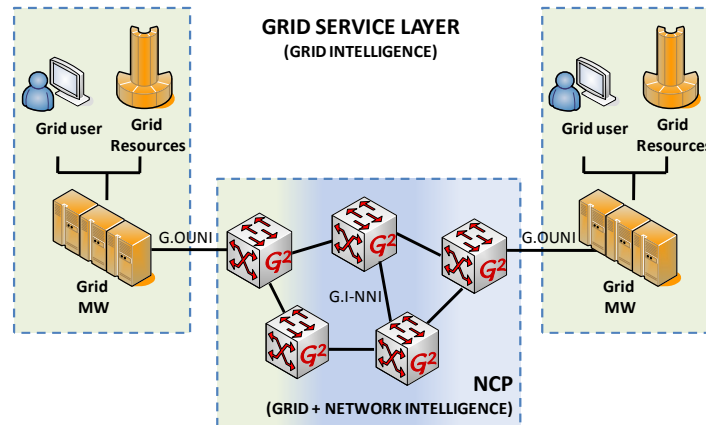 GRID SERVICE LAYER
(GRID INTELLIGENCE)
Grid user
Grid
Resources
Grid user
Grid
Resources
G.OUNI
G.OUNI
Grid
MW
Grid
MW
G²
G²
G²
G.I-NNI
G²
G²
NCP
(GRID + NETWORK INTELLIGENCE)